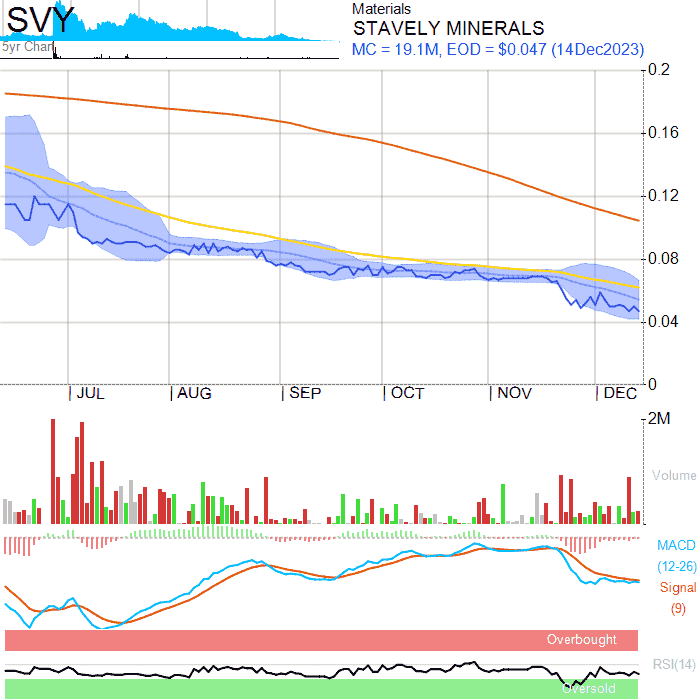 SVY
5yr Chart
Materials
STAVELY MINERALS
MC = 19.1M, EOD = $0.047 (14Dec2023)
0.2
0.16
0.12
0.08
0.04
0
JUL AUG SEP OCT NOV DEC
2M
Volume
MACD
(12-26)
Signal
(9)
Overbought
RSI(14)
Oversold